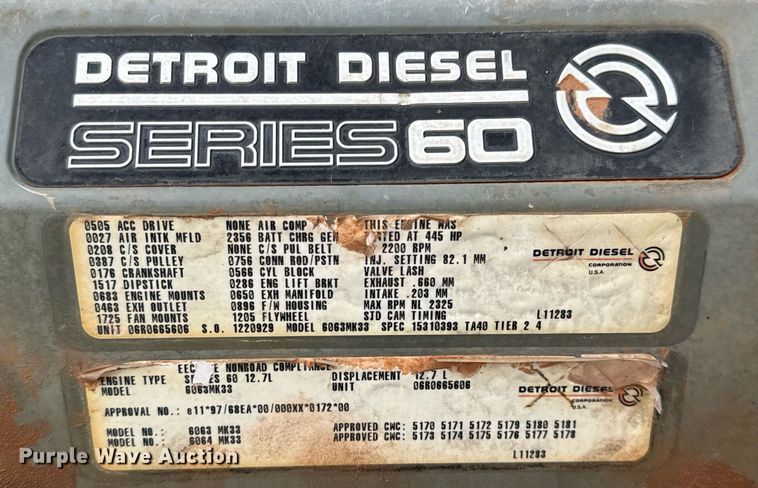 DETROIT DIESEL
SERIES 60
0505 ACC DRIVE NONE AIR COMP THIS ENGINE WAS
0027 AIR INTK MFLD 2356 BATT CHRG GEN AT 445 HP
0208 C/S COVER NONE C/S PUL BELT 2200 RPM
0387 C/S PULLEY 0756 CONN ROD/PSTN INJ. SETTING 82.1 MM
0176 CRANKSHAFT 0566 CYL BLOCK VALVE LASH
1517 DIPSTICK 0286 ENG LIFT BRKT EXHAUST .660 MM
0683 ENGINE MOUNTS 0650 EXH MANIFOLD INTAKE .203 MM
0463 EXH OUTLET 0896 F/W HOUSING MAX RPM NL 2325
1725 FAN MOUNTS 1205 FLYWHEEL STD CAM TIMING L11283
UNIT 06R0665606 S.O. 1220929 MODEL 6063MK33 SPEC 15310393 TA40 TIER 2 4
DETROIT DIESEL
CORPORATION
U.S.A.
NONROAD COMPLIANCE
ENGINE TYPE SERIES 60 12.7L DISPLACEMENT 12.7 L
MODEL 6063MK33 UNIT 06R0665606
DETROIT DIESEL
CORPORATION
U.S.A.
APPROVAL NO.: e11*97/68EA*00/000XX*0172*00
MODEL NO.: 6063 MK33 APPROVED CWC: 5170 5171 5172 5179 5180 5181
MODEL NO.: 6064 MK33 APPROVED CWC: 5173 5174 5175 5176 5177 5178
L11283
Purple Wave Auction